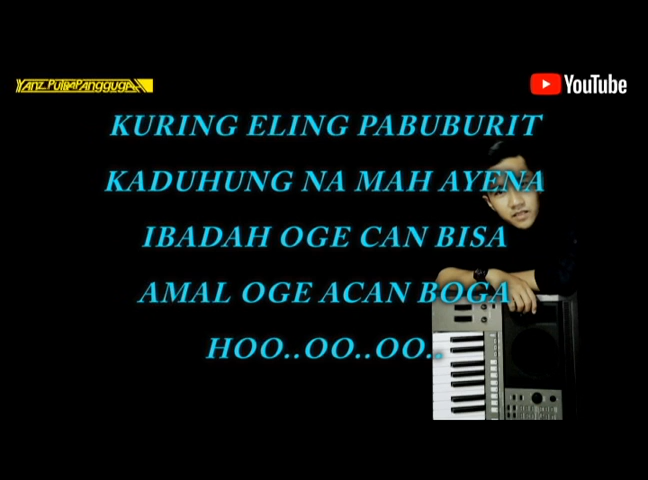 YANZ PUTRA PANGGUGAH
YouTube
KURING ELING PABUBURIT
KADUHUNG NA MAH AYENA
IBADAH OGE CAN BISA
AMAL OGE ACAN BOGA
HOO..OO..OO..